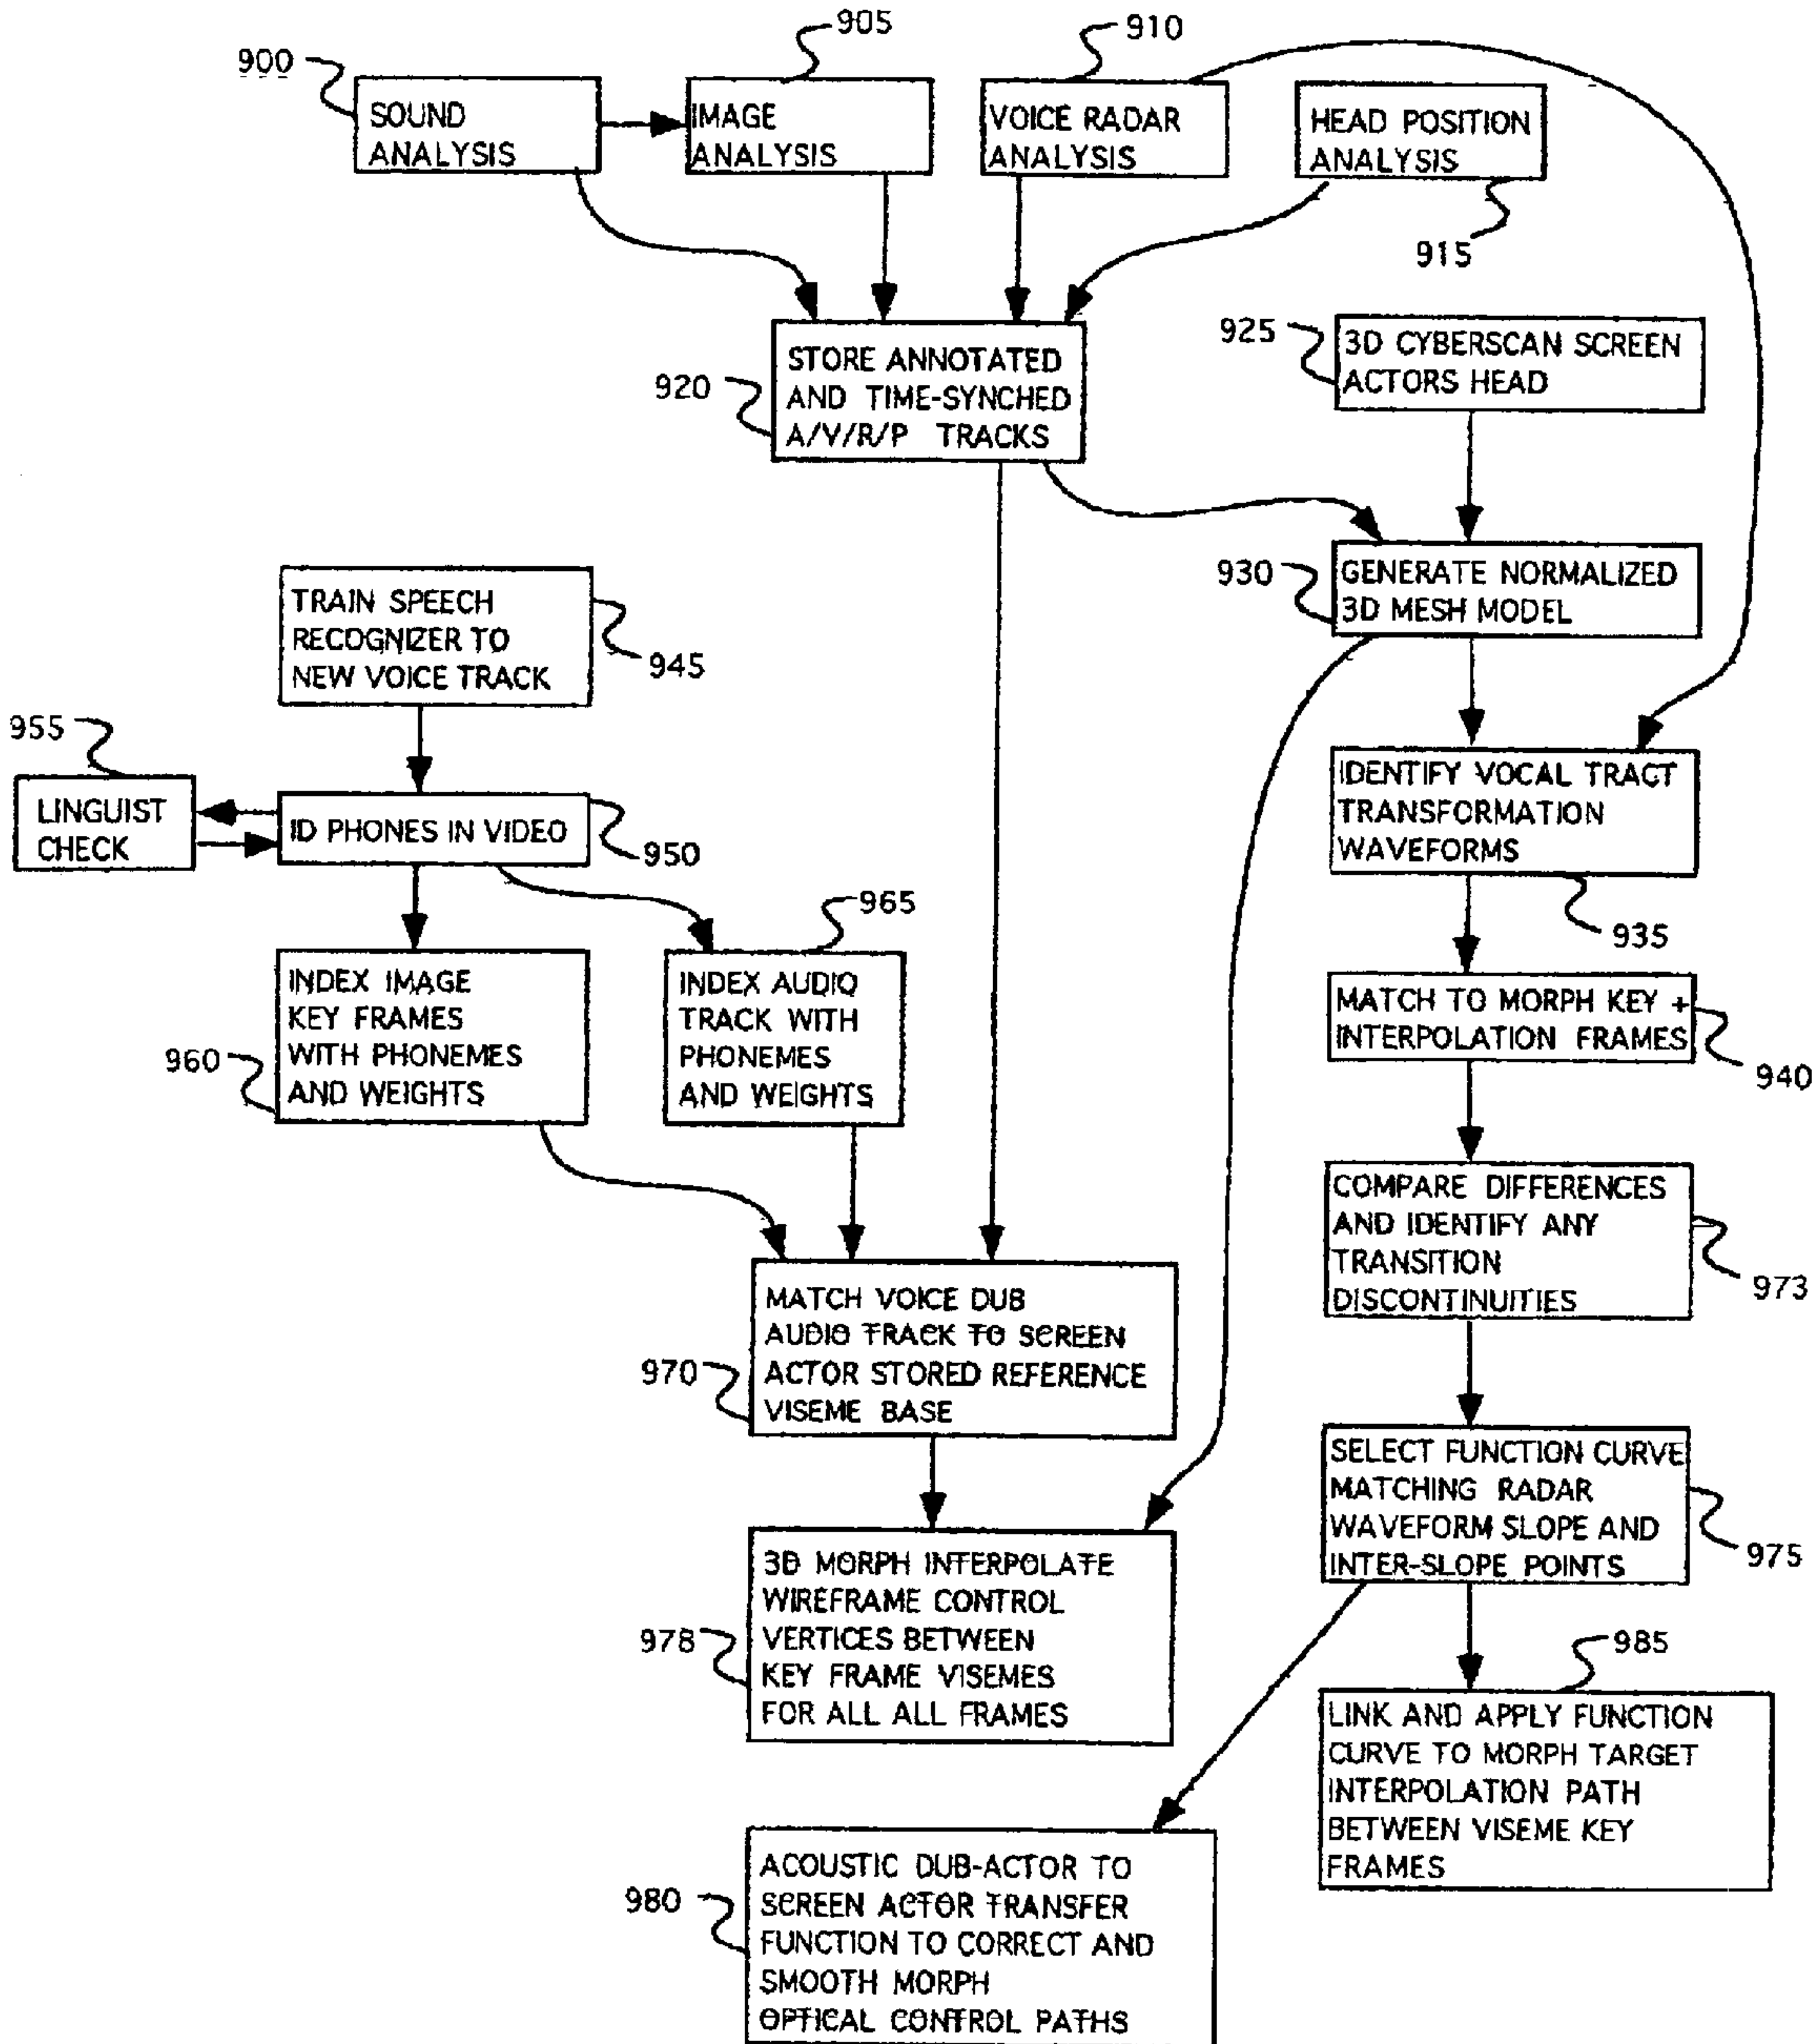 905
910
900
SOUND
ANALYSIS
IMAGE
ANALYSIS
VOICE RADAR
ANALYSIS
HEAD POSITION
ANALYSIS
915
STORE ANNOTATED
AND TIME-SYNCHED
A/V/R/P TRACKS
920
925
3D CYBERSCAN SCREEN
ACTORS HEAD
930
GENERATE NORMALIZED
3D MESH MODEL
TRAIN SPEECH
RECOGNIZER TO
NEW VOICE TRACK
945
955
LINGUIST
CHECK
ID PHONES IN VIDEO
950
IDENTIFY VOCAL TRACT
TRANSFORMATION
WAVEFORMS
935
965
INDEX IMAGE
KEY FRAMES
WITH PHONEMES
AND WEIGHTS
960
INDEX AUDIO
TRACK WITH
PHONEMES
AND WEIGHTS
MATCH TO MORPH KEY +
INTERPOLATION FRAMES
940
COMPARE DIFFERENCES
AND IDENTIFY ANY
TRANSITION
DISCONTINUITIES
973
MATCH VOICE DUB
AUDIO TRACK TO SCREEN
ACTOR STORED REFERENCE
VISEME BASE
970
SELECT FUNCTION CURVE
MATCHING RADAR
WAVEFORM SLOPE AND
INTER-SLOPE POINTS
975
3D MORPH INTERPOLATE
WIREFRAME CONTROL
VERTICES BETWEEN
KEY FRAME VISEMES
FOR ALL ALL FRAMES
978
985
LINK AND APPLY FUNCTION
CURVE TO MORPH TARGET
INTERPOLATION PATH
BETWEEN VISEME KEY
FRAMES
980
ACOUSTIC DUB-ACTOR TO
SCREEN ACTOR TRANSFER
FUNCTION TO CORRECT AND
SMOOTH MORPH
OPTICAL CONTROL PATHS